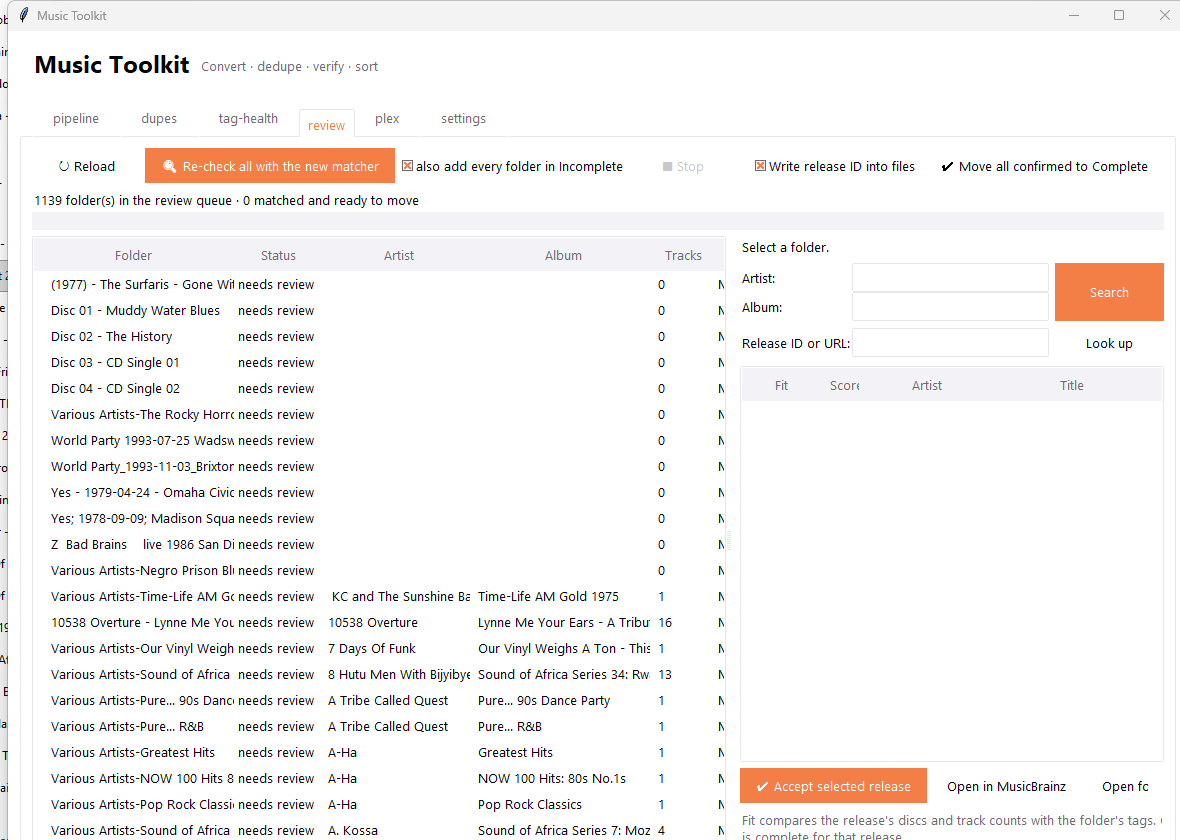 Music Toolkit
Music Toolkit Convert · dedupe · verify · sort
pipeline dupes tag-health review plex settings
Reload Re-check all with the new matcher also add every folder in Incomplete Stop Write release ID into files Move all confirmed to Complete
1139 folder(s) in the review queue · 0 matched and ready to move
Folder Status Artist Album Tracks
(1977) - The Surfaris - Gone Wit needs review 0
Disc 01 - Muddy Water Blues needs review 0
Disc 02 - The History needs review 0
Disc 03 - CD Single 01 needs review 0
Disc 04 - CD Single 02 needs review 0
Various Artists-The Rocky Horro needs review 0
World Party 1993-07-25 Wadsw needs review 0
World Party_1993-11-03_Brixton needs review 0
Yes - 1979-04-24 - Omaha Civic needs review 0
Yes; 1978-09-09; Madison Squa needs review 0
Z Bad Brains live 1986 San Di needs review 0
Various Artists-Negro Prison Blu needs review 0
Various Artists-Time-Life AM Go needs review KC and The Sunshine Ba Time-Life AM Gold 1975 1
10538 Overture - Lynne Me You needs review 10538 Overture Lynne Me Your Ears - A Tribut 16
Various Artists-Our Vinyl Weigh needs review 7 Days Of Funk Our Vinyl Weighs A Ton - This 1
Various Artists-Sound of Africa needs review 8 Hutu Men With Bijyibye Sound of Africa Series 34: Rw 13
Various Artists-Pure... 90s Dance needs review A Tribe Called Quest Pure... 90s Dance Party 1
Various Artists-Pure... R&B needs review A Tribe Called Quest Pure... R&B 1
Various Artists-Greatest Hits needs review A-Ha Greatest Hits 1
Various Artists-NOW 100 Hits 8 needs review A-Ha NOW 100 Hits: 80s No.1s 1
Various Artists-Pop Rock Classi needs review A-Ha Pop Rock Classics 1
Various Artists-Sound of Africa needs review A. Kossa Sound of Africa Series 7: Moz 4
Select a folder.
Artist:
Album:
Search
Release ID or URL: Look up
Fit Score Artist Title
Accept selected release Open in MusicBrainz Open fo
Fit compares the release's discs and track counts with the folder's tags.
is complete for that release